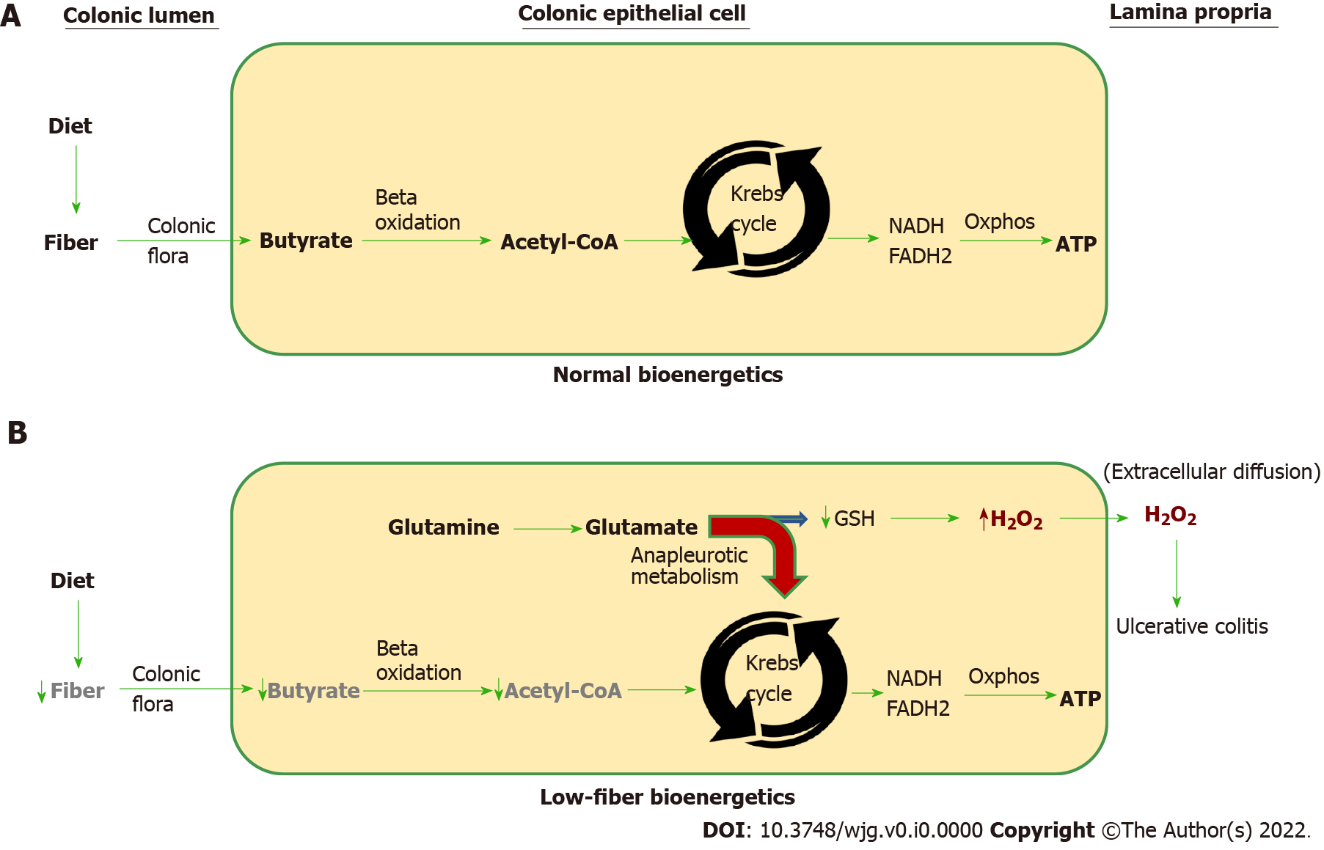 A
Colonic lumen
Colonic epithelial cell
Lamina propria
Diet
Fiber
Colonic
flora
Butyrate
Beta
oxidation
Acetyl-CoA
Krebs
cycle
NADH
FADH2
Oxphos
ATP
Normal bioenergetics
B
(Extracellular diffusion)
Glutamine
Glutamate
↓GSH
↑H₂O₂
H₂O₂
Anapleurotic
metabolism
Ulcerative colitis
Diet
↓Fiber
Colonic
flora
↓Butyrate
Beta
oxidation
↓Acetyl-CoA
Krebs
cycle
NADH
FADH2
Oxphos
ATP
Low-fiber bioenergetics
DOI: 10.3748/wjg.v0.i0.0000 Copyright ©The Author(s) 2022.